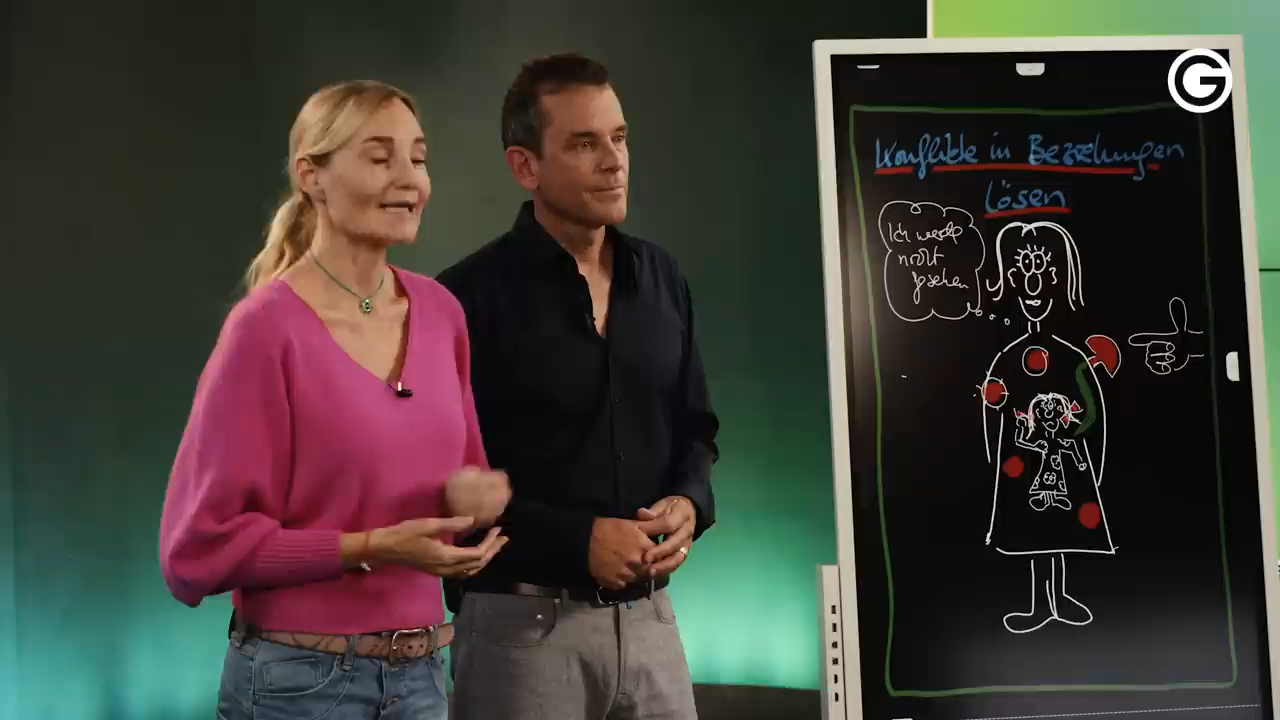 Konflikte in Beziehungen
lösen
Ich werde
nicht
gesehen
G